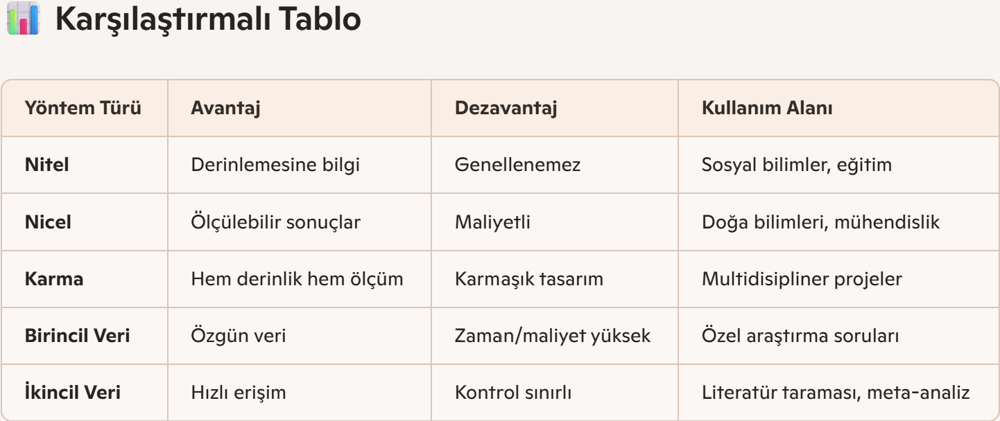 Karşılaştırmalı Tablo
Yöntem Türü Avantaj Dezavantaj Kullanım Alanı
Nitel Derinlemesine bilgi Genellenemez Sosyal bilimler, eğitim
Nicel Ölçülebilir sonuçlar Maliyetli Doğa bilimleri, mühendislik
Karma Hem derinlik hem ölçüm Karmaşık tasarım Multidisipliner projeler
Birincil Veri Özgün veri Zaman/maliyet yüksek Özel araştırma soruları
İkincil Veri Hızlı erişim Kontrol sınırlı Literatür taraması, meta-analiz